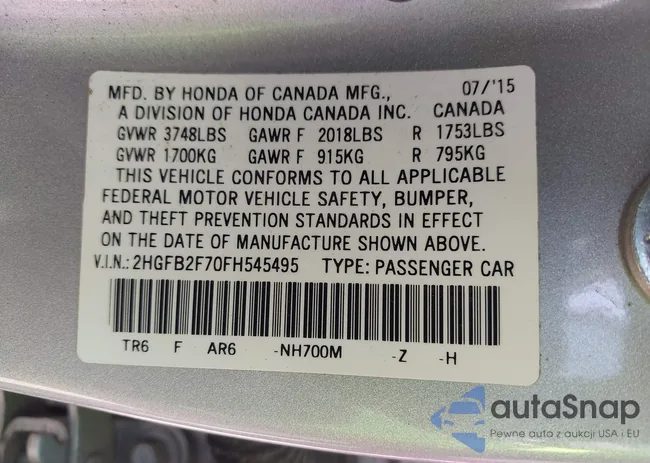 MFD. BY HONDA OF CANADA MFG., 07/'15
A DIVISION OF HONDA CANADA INC. CANADA
GVWR 3748LBS GAWR F 2018LBS R 1753LBS
GVWR 1700KG GAWR F 915KG R 795KG
THIS VEHICLE CONFORMS TO ALL APPLICABLE
FEDERAL MOTOR VEHICLE SAFETY, BUMPER,
AND THEFT PREVENTION STANDARDS IN EFFECT
ON THE DATE OF MANUFACTURE SHOWN ABOVE.
V.I.N.: 2HGFB2F70FH545495 TYPE: PASSENGER CAR
TR6 F AR6 -NH700M -Z -H
autaSnap
Pewne auta z aukcji USA i EU